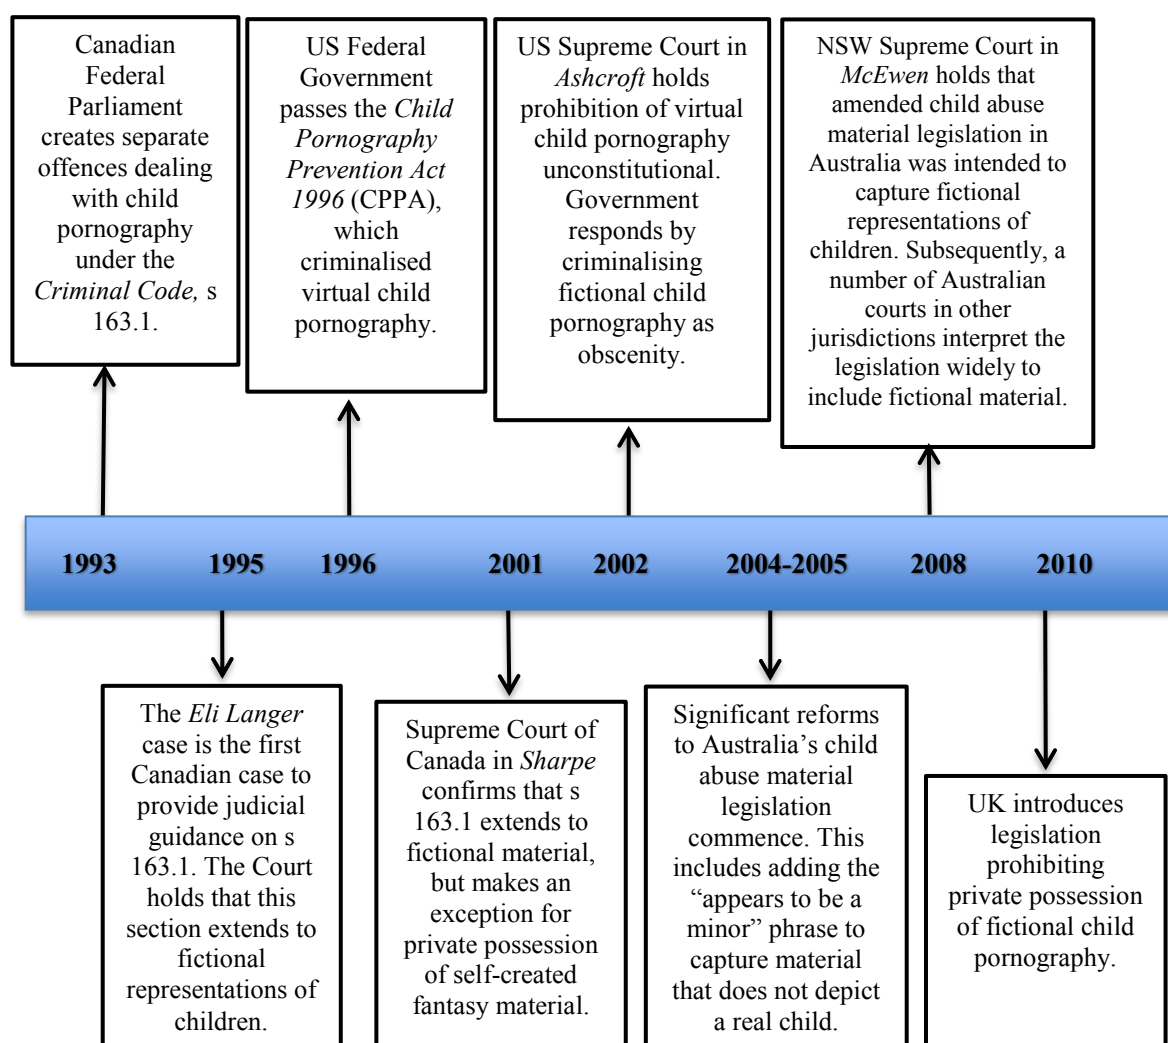 Canadian
Federal
Parliament
creates separate
offences dealing
with child
pornography
under the
Criminal Code, s
163.1.
US Federal
Government
passes the Child
Pornography
Prevention Act
1996 (CPPA),
which
criminalised
virtual child
pornography.
US Supreme Court in
Ashcroft holds
prohibition of virtual
child pornography
unconstitutional.
Government
responds by
criminalising
fictional child
pornography as
obscenity.
NSW Supreme Court in
McEwen holds that
amended child abuse
material legislation in
Australia was intended to
capture fictional
representations of
children. Subsequently, a
number of Australian
courts in other
jurisdictions interpret the
legislation widely to
include fictional material.
1993 1995 1996 2001 2002 2004-2005 2008 2010
The Eli Langer
case is the first
Canadian case to
provide judicial
guidance on s
163.1. The Court
holds that this
section extends to
fictional
representations of
children.
Supreme Court of
Canada in Sharpe
confirms that s
163.1 extends to
fictional material,
but makes an
exception for
private possession
of self-created
fantasy material.
Significant reforms
to Australia’s child
abuse material
legislation
commence. This
includes adding the
“appears to be a
minor” phrase to
capture material
that does not depict
a real child.
UK introduces
legislation
prohibiting
private possession
of fictional child
pornography.